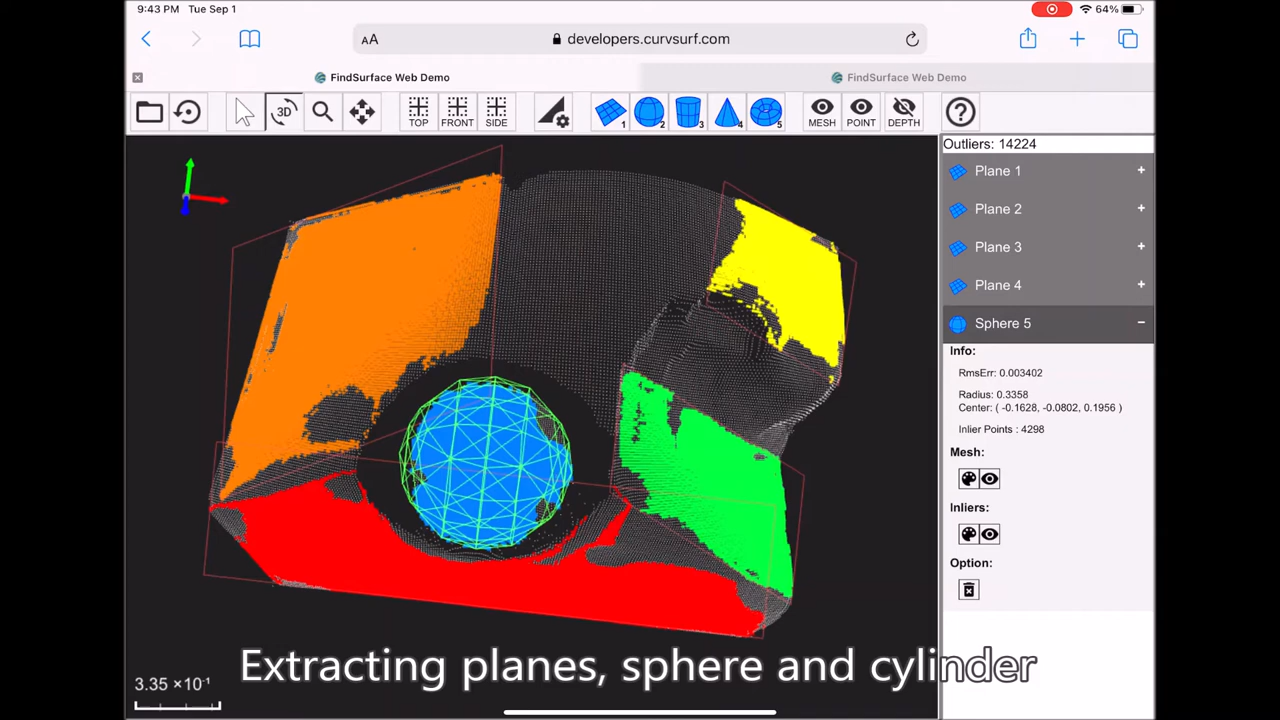 9:43 PM Tue Sep 1
64%
AA
developers.curvsurf.com
FindSurface Web Demo
FindSurface Web Demo
3D
TOP
FRONT
SIDE
1
2
3
4
5
MESH
POINT
DEPTH
Outliers: 14224
Plane 1
Plane 2
Plane 3
Plane 4
Sphere 5
Info:
RmsErr: 0.003402
Radius: 0.3358
Center: ( -0.1628, -0.0802, 0.1956 )
Inlier Points : 4298
Mesh:
Inliers:
Option:
Extracting planes, sphere and cylinder
3.35 ×10⁻¹